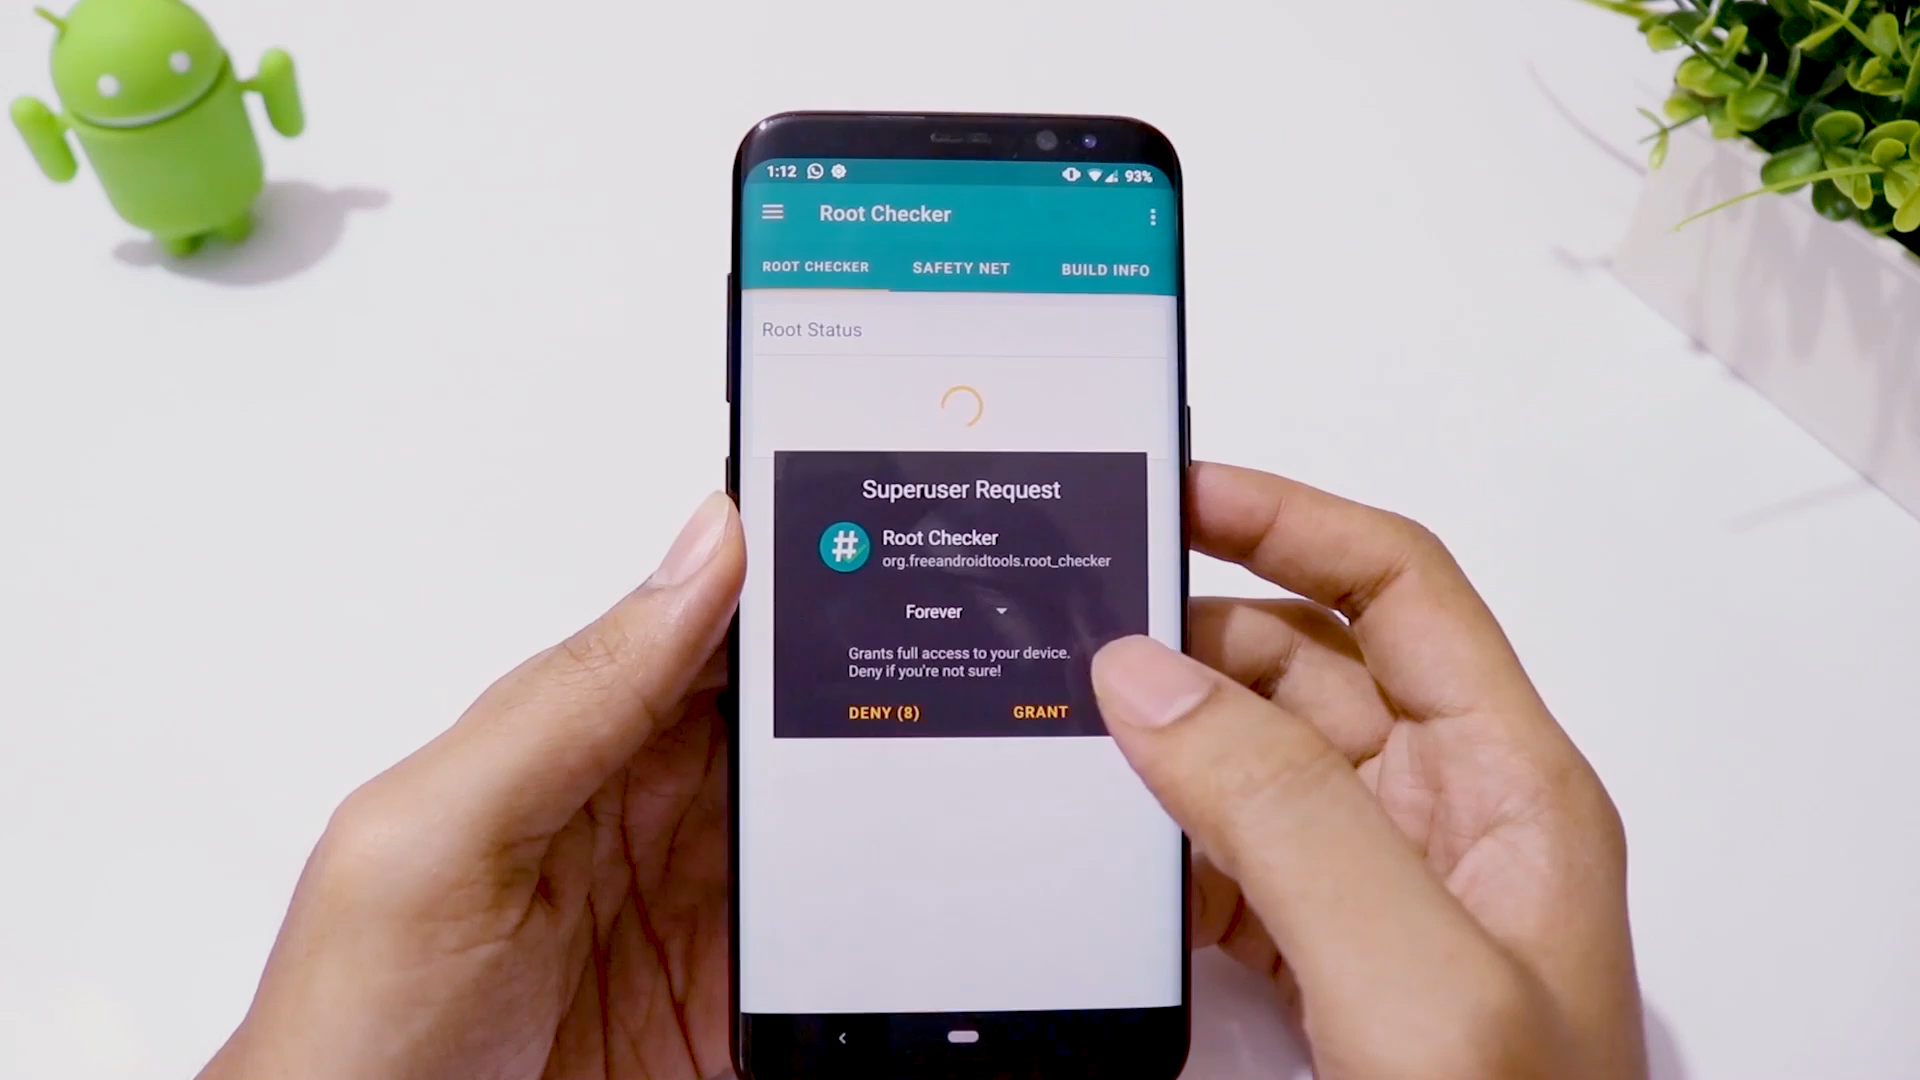 1:12
93%
Root Checker
ROOT CHECKER SAFETY NET BUILD INFO
Root Status
Superuser Request
#
Root Checker
org.freeandroidtools.root_checker
Forever
Grants full access to your device.
Deny if you're not sure!
DENY (8) GRANT